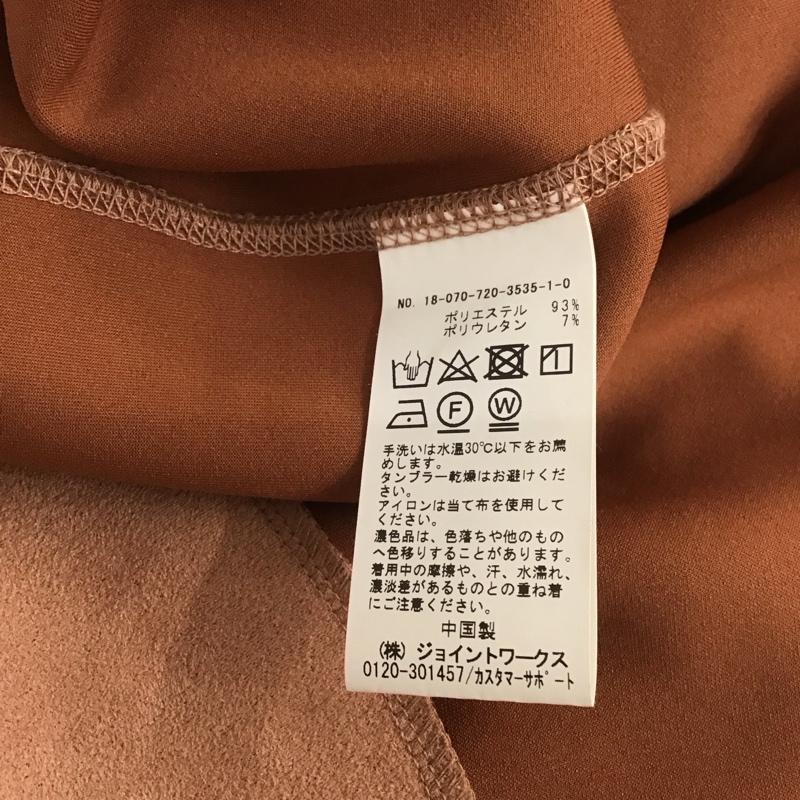 NO. 18-070-720-3535-1-0
ポリエステル 93%
ポリウレタン 7%
F W
手洗いは水温30℃以下をお薦
めします。
タンブラー乾燥はお避けくだ
さい。
アイロンは当て布を使用して
ください。
濃色品は、色落ちや他のもの
へ色移りすることがあります。
着用中の摩擦や、汗、水濡れ、
濃淡差があるものとの重ね着
にご注意ください。
中国製
(株) ジョイントワークス
0120-301457/カスタマーサポート